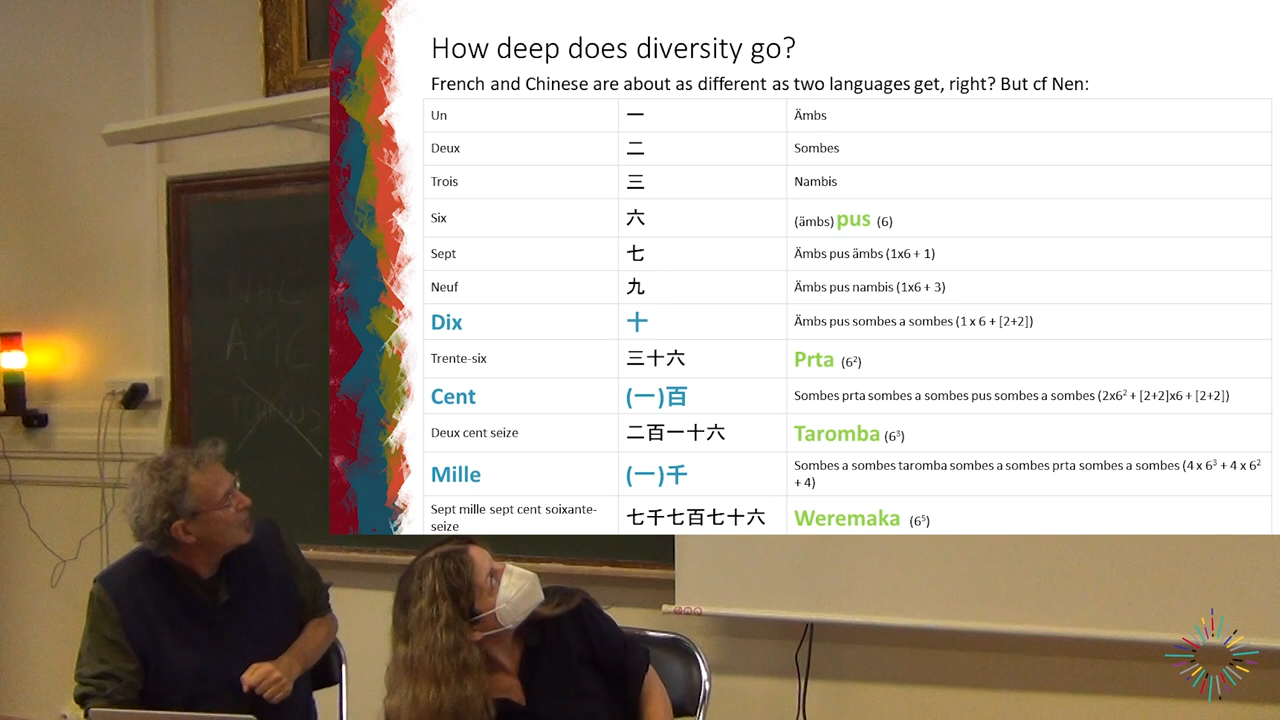 How deep does diversity go?
French and Chinese are about as different as two languages get, right? But cf Nen:
Un 一 Ämbs
Deux 二 Sombes
Trois 三 Nambis
Six 六 (ämbs) pus (6)
Sept 七 Ämbs pus ämbs (1x6 + 1)
Neuf 九 Ämbs pus nambis (1x6 + 3)
Dix 十 Ämbs pus sombes a sombes (1 x 6 + [2+2])
Trente-six 三十六 Prta (6²)
Cent (一)百 Sombes prta sombes a sombes pus sombes a sombes (2x6² + [2+2]x6 + [2+2])
Deux cent seize 二百一十六 Taromba (6³)
Mille (一)千 Sombes a sombes taromba sombes a sombes prta sombes a sombes (4 x 6³ + 4 x 6²
+ 4)
Sept mille sept cent soixante-
seize 七千七百七十六 Weremaka (6⁵)
NHC
AMC